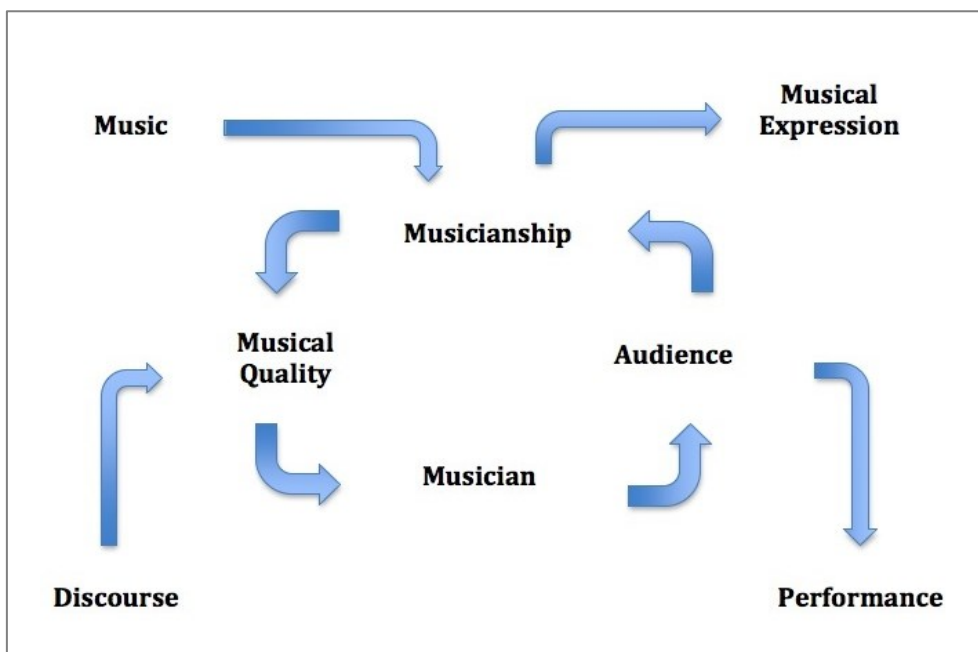 Music
Musical
Expression
Musicianship
Musical
Quality
Audience
Musician
Discourse
Performance